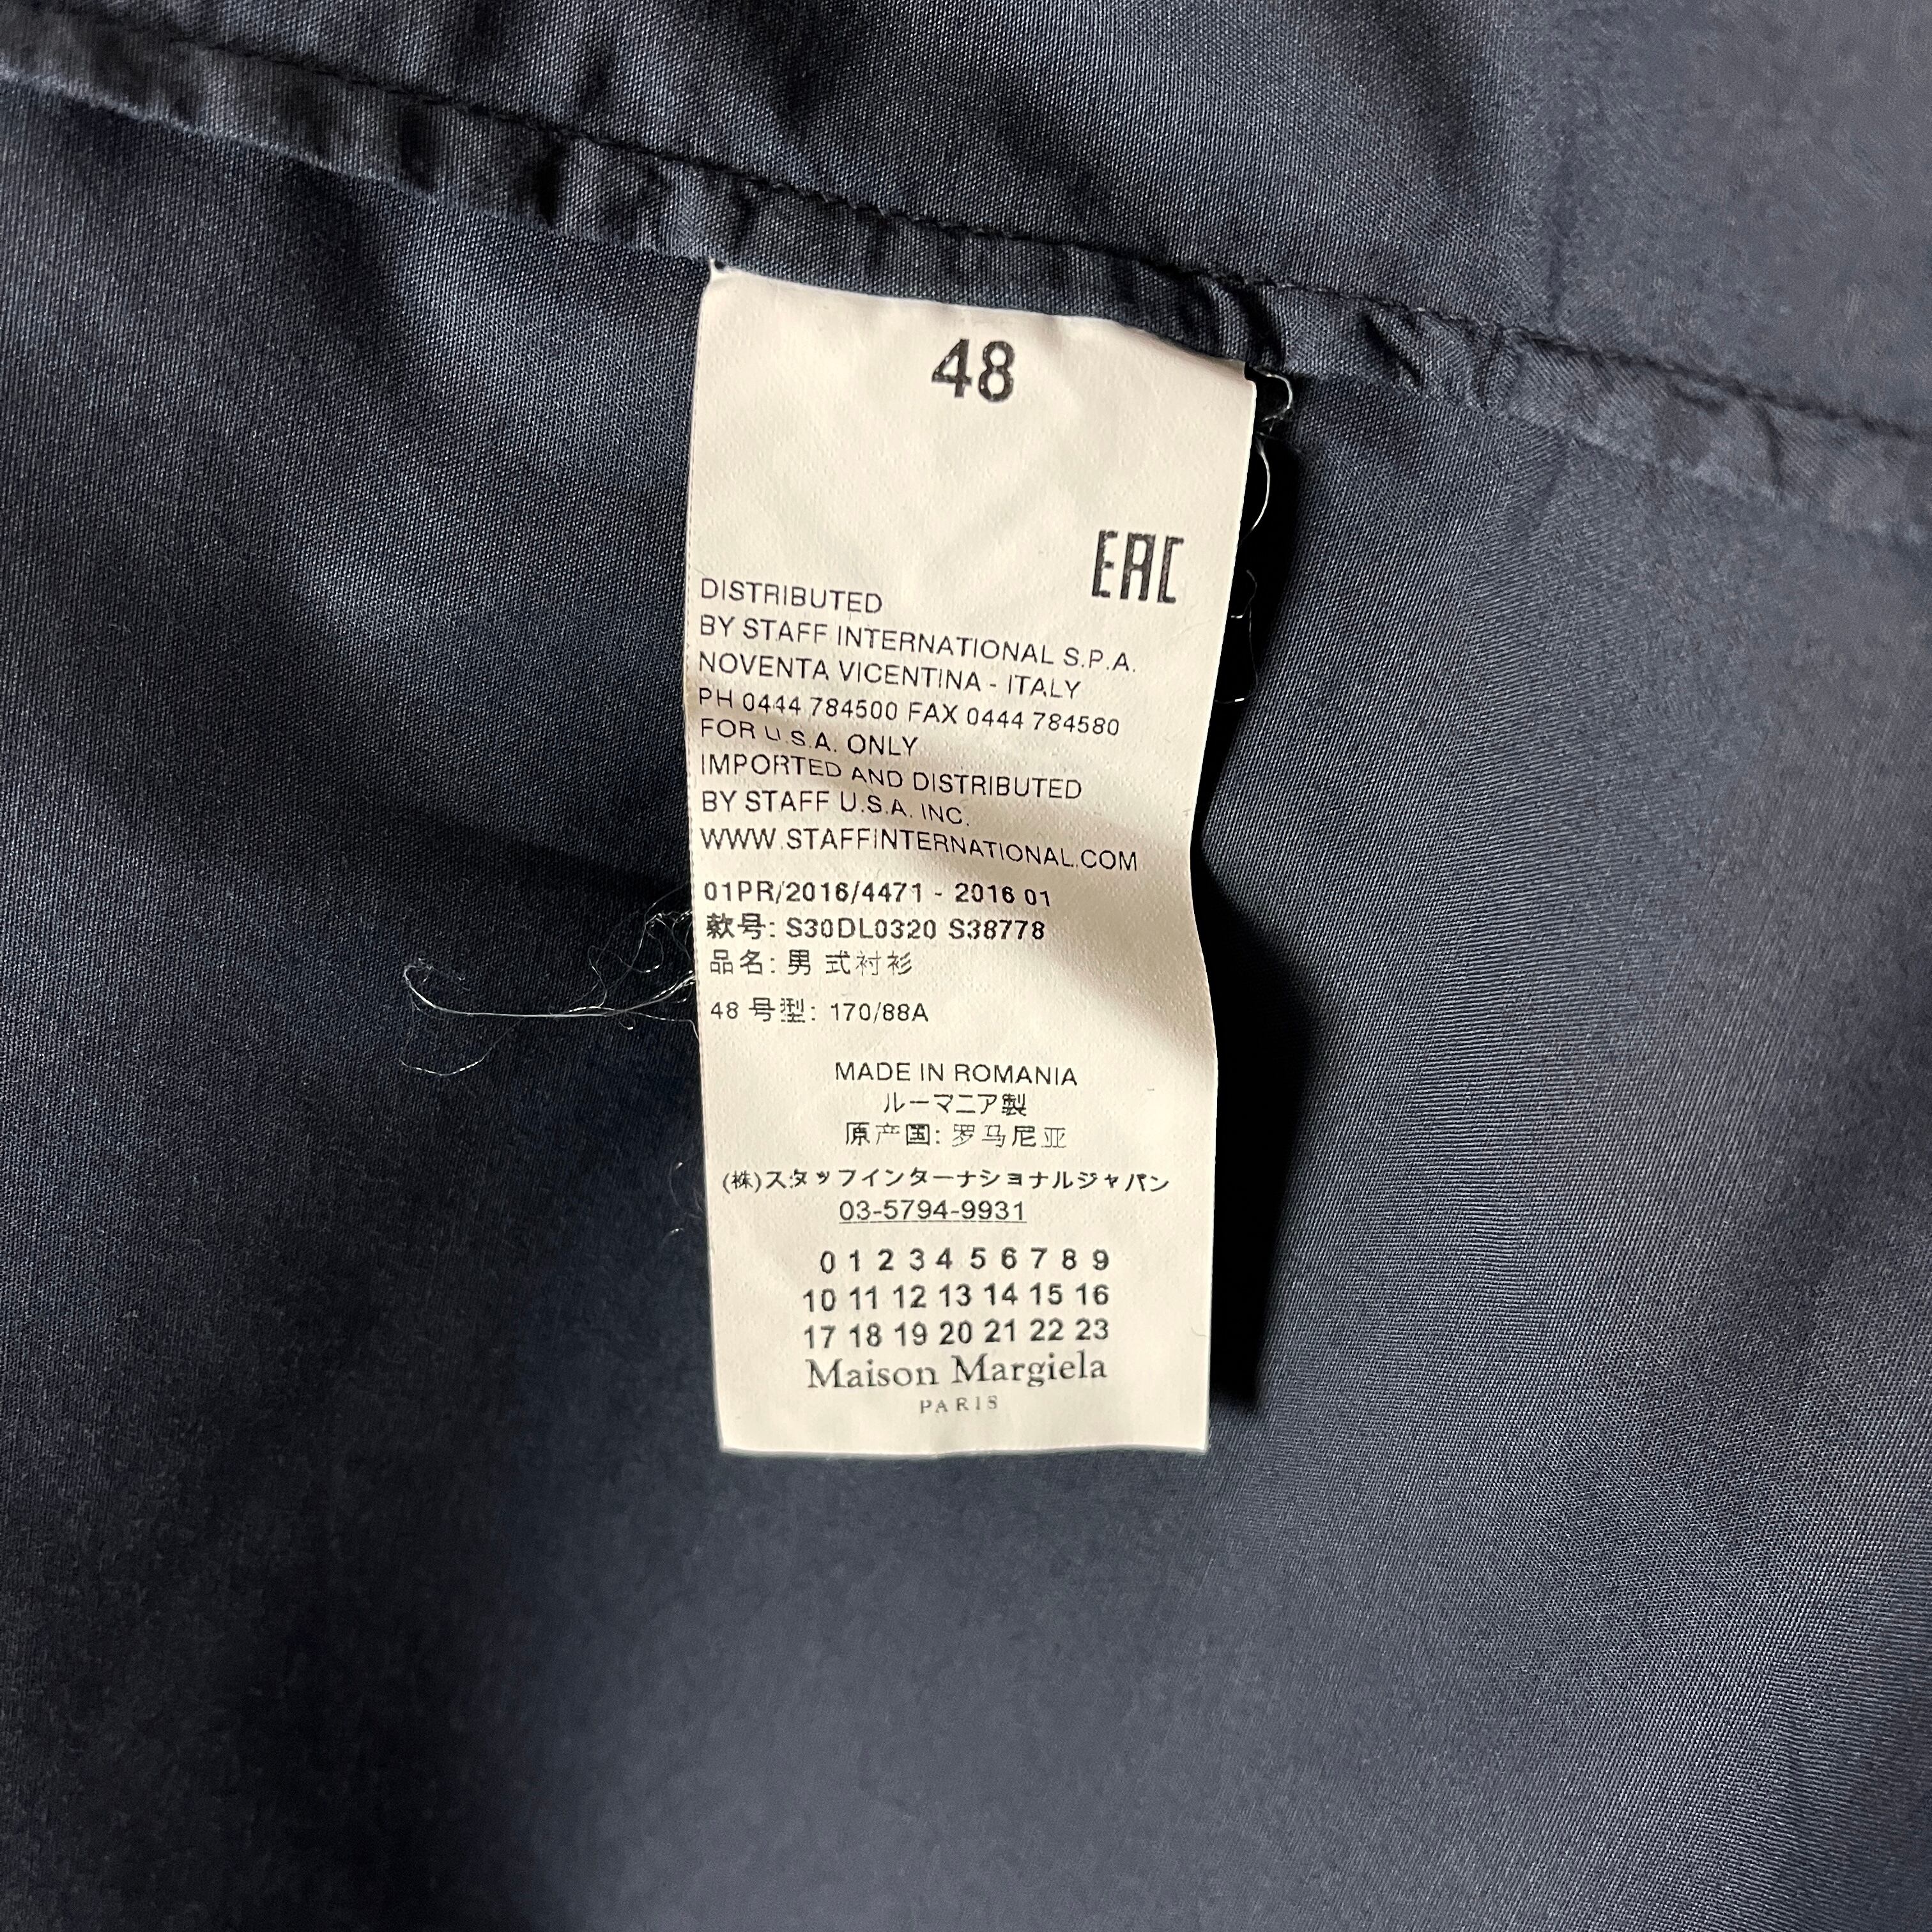 48
EAC
DISTRIBUTED
BY STAFF INTERNATIONAL S.P.A.
NOVENTA VICENTINA - ITALY
PH 0444 784500 FAX 0444 784580
FOR U.S.A. ONLY
IMPORTED AND DISTRIBUTED
BY STAFF U.S.A. INC.
WWW.STAFFINTERNATIONAL.COM
01PR/2016/4471 - 2016 01
款号: S30DL0320 S38778
品名: 男 式衬衫
48 号型: 170/88A
MADE IN ROMANIA
ルーマニア製
原产国: 罗马尼亚
(株)スタッフインターナショナルジャパン
03-5794-9931
0 1 2 3 4 5 6 7 8 9
10 11 12 13 14 15 16
17 18 19 20 21 22 23
Maison Margiela
PARIS